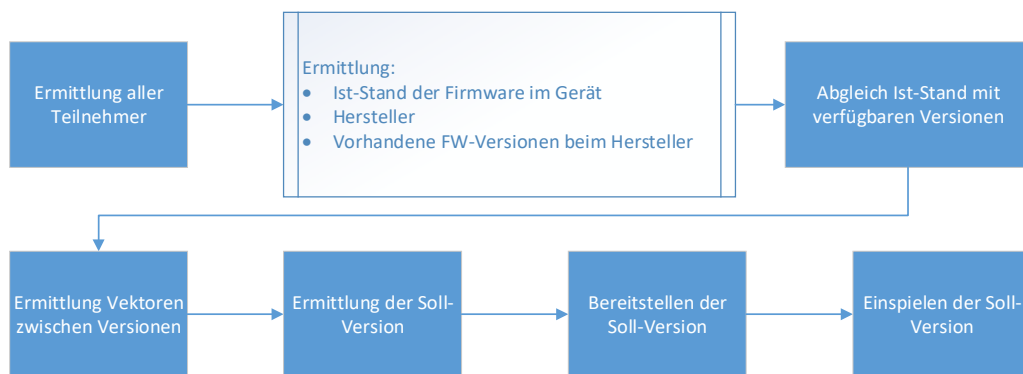 Ermittlung aller
Teilnehmer
Ermittlung:
• Ist-Stand der Firmware im Gerät
• Hersteller
• Vorhandene FW-Versionen beim Hersteller
Abgleich Ist-Stand mit
verfügbaren Versionen
Ermittlung Vektoren
zwischen Versionen
Ermittlung der Soll-
Version
Bereitstellen der
Soll-Version
Einspielen der Soll-
Version